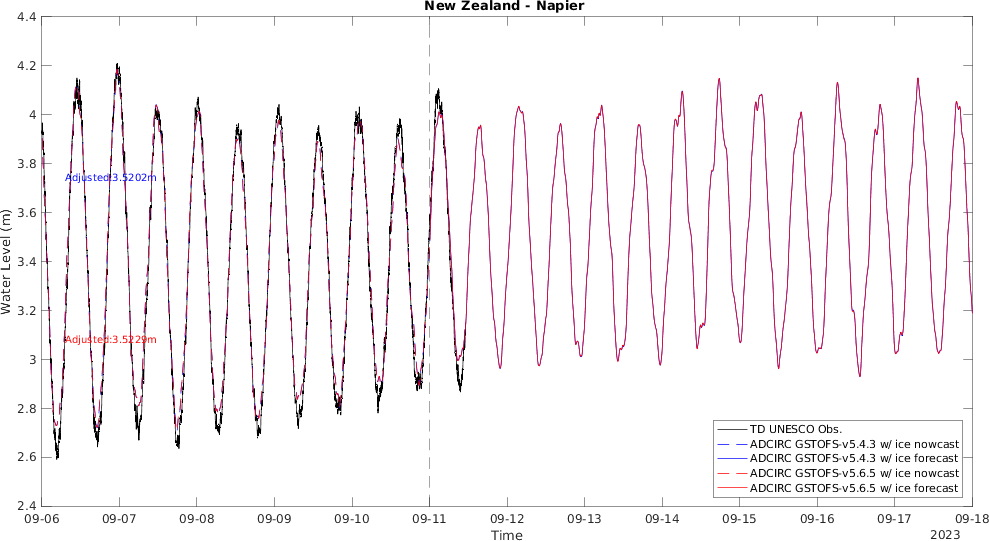 New Zealand - Napier
4.4
4.2
4
3.8
3.6
3.4
3.2
3
2.8
2.6
2.4
Water Level (m)
Adjusted:3.5202m
Adjusted:3.5229m
TD UNESCO Obs.
ADCIRC GSTOFS-v5.4.3 w/ ice nowcast
ADCIRC GSTOFS-v5.4.3 w/ ice forecast
ADCIRC GSTOFS-v5.6.5 w/ ice nowcast
ADCIRC GSTOFS-v5.6.5 w/ ice forecast
09-06 09-07 09-08 09-09 09-10 09-11 09-12 09-13 09-14 09-15 09-16 09-17 09-18
Time
2023